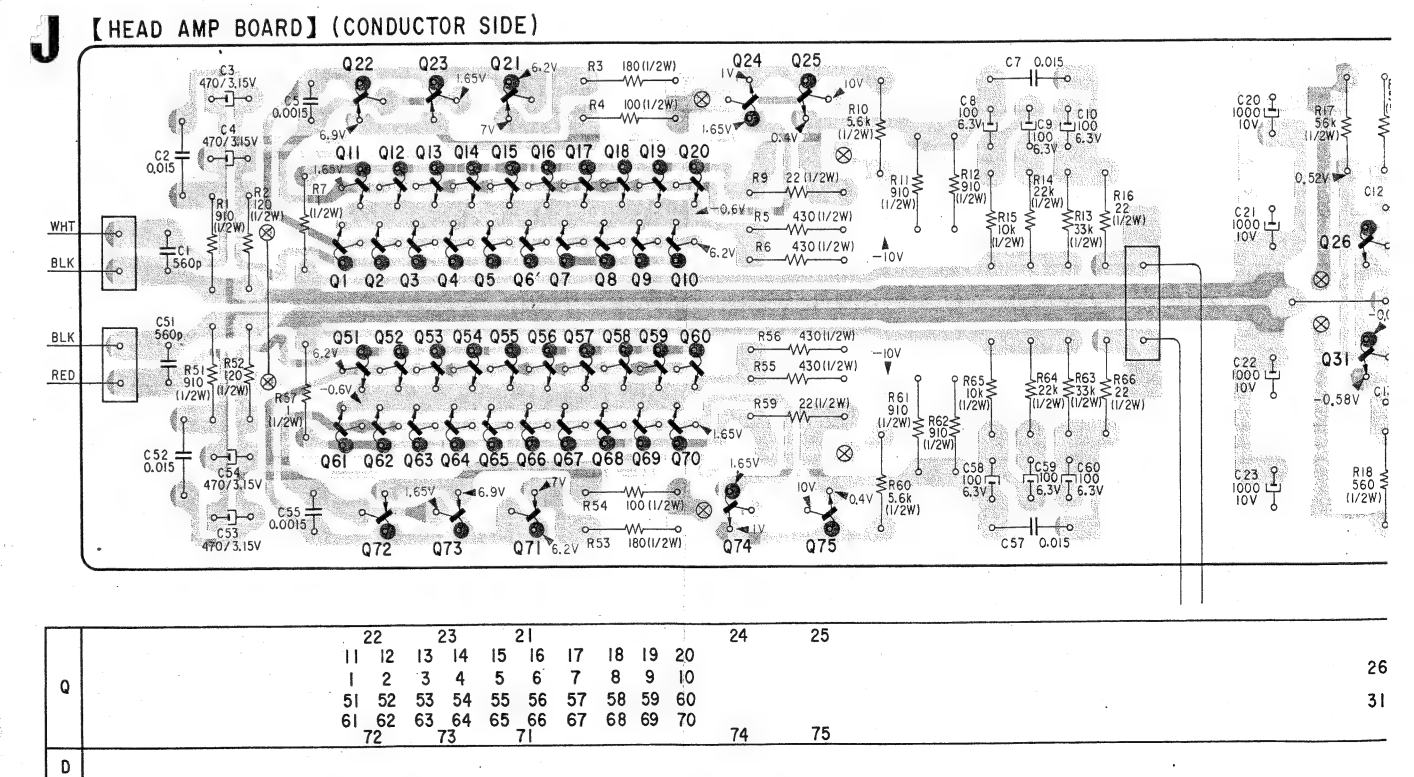 J
【HEAD AMP BOARD】 (CONDUCTOR SIDE)
C3
470/3.15V
C5
0.0015
Q22
6.9V
Q23
1.65V
Q21
6.2V
7V
R3 180(1/2W)
R4 100(1/2W)
Q24
1V
1.65V
Q25
10V
0.4V
R10
5.6k
(1/2W)
C7 0.015
C8
100
6.3V
C9
100
6.3V
C10
100
6.3V
C20
1000
10V
R17
56k
(1/2W)
C2
0.015
C4
470/3.15V
Q11 Q12 Q13 Q14 Q15 Q16 Q17 Q18 Q19 Q20
1.65V
-0.6V
R1
910
(1/2W)
R2
120
(1/2W)
R7
1
(1/2W)
R9 22(1/2W)
R5 430(1/2W)
R6 430(1/2W)
R11
910
(1/2W)
R12
910
(1/2W)
R15
10k
(1/2W)
R14
22k
(1/2W)
R13
33k
(1/2W)
R16
22
(1/2W)
0.52V
C12
C21
1000
10V
Q26
WHT
BLK
C1
560p
6.2V
-10V
Q1 Q2 Q3 Q4 Q5 Q6 Q7 Q8 Q9 Q10
BLK
RED
C51
560p
R51
910
(1/2W)
R52
120
(1/2W)
R57
1
(1/2W)
Q51 Q52 Q53 Q54 Q55 Q56 Q57 Q58 Q59 Q60
6.2V
-0.6V
R56 430(1/2W)
R55 430(1/2W)
R59 22(1/2W)
-10V
R61
910
(1/2W)
R62
910
(1/2W)
R65
10k
(1/2W)
R64
22k
(1/2W)
R63
33k
(1/2W)
R66
22
(1/2W)
C22
1000
10V
Q31
-0.58V
1.65V
C52
0.015
C54
470/3.15V
Q61 Q62 Q63 Q64 Q65 Q66 Q67 Q68 Q69 Q70
C55
0.0015
C53
470/3.15V
1.65V
6.9V
7V
6.2V
Q72 Q73 Q71
R54 100(1/2W)
R53 180(1/2W)
1.65V
1V
Q74
10V
0.4V
Q75
R60
5.6k
(1/2W)
C58
100
6.3V
C59
100
6.3V
C60
100
6.3V
C57 0.015
C23
1000
10V
R18
560
(1/2W)
22 23 21 24 25
11 12 13 14 15 16 17 18 19 20
26
Q
1 2 3 4 5 6 7 8 9 10
51 52 53 54 55 56 57 58 59 60
31
61 62 63 64 65 66 67 68 69 70
72 73 71 74 75
D